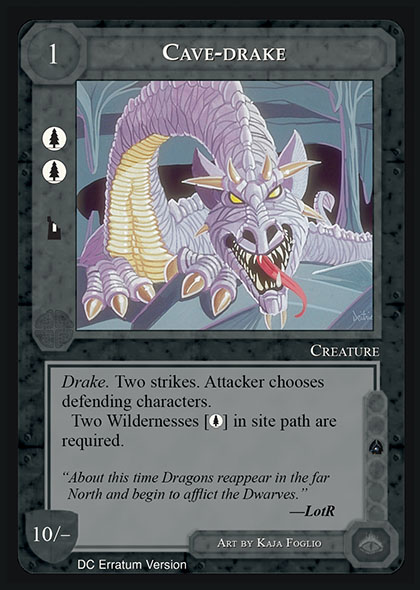 1
CAVE-DRAKE
CREATURE
Drake. Two strikes. Attacker chooses
defending characters.
Two Wildernesses [ ] in site path are
required.
“About this time Dragons reappear in the far
North and begin to afflict the Dwarves.”
—LotR
10/–
ART BY KAJA FOGLIO
DC Erratum Version